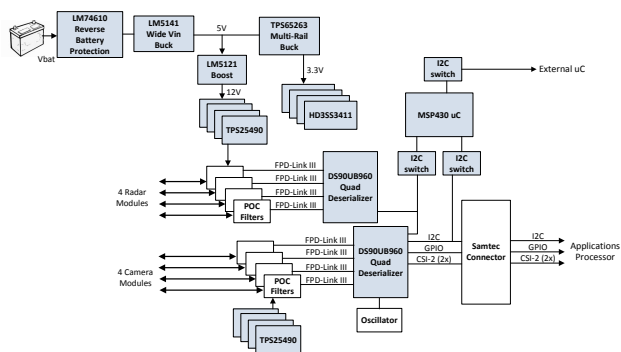 LM74610
Reverse
Battery
Protection
LM5141
Wide Vin
Buck
5V
TPS65263
Multi-Rail
Buck
Vbat
LM5121
Boost
3.3V
12V
HD3SS3411
TPS25490
I2C
switch
External uC
MSP430 uC
I2C
switch
I2C
switch
FPD-Link III
FPD-Link III
FPD-Link III
FPD-Link III
DS90UB960
Quad
Deserializer
4 Radar
Modules
POC
Filters
FPD-Link III
FPD-Link III
FPD-Link III
FPD-Link III
DS90UB960
Quad
Deserializer
I2C
GPIO
CSI-2 (2x)
Samtec
Connector
I2C
GPIO
CSI-2 (2x)
Applications
Processor
4 Camera
Modules
POC
Filters
Oscillator
TPS25490